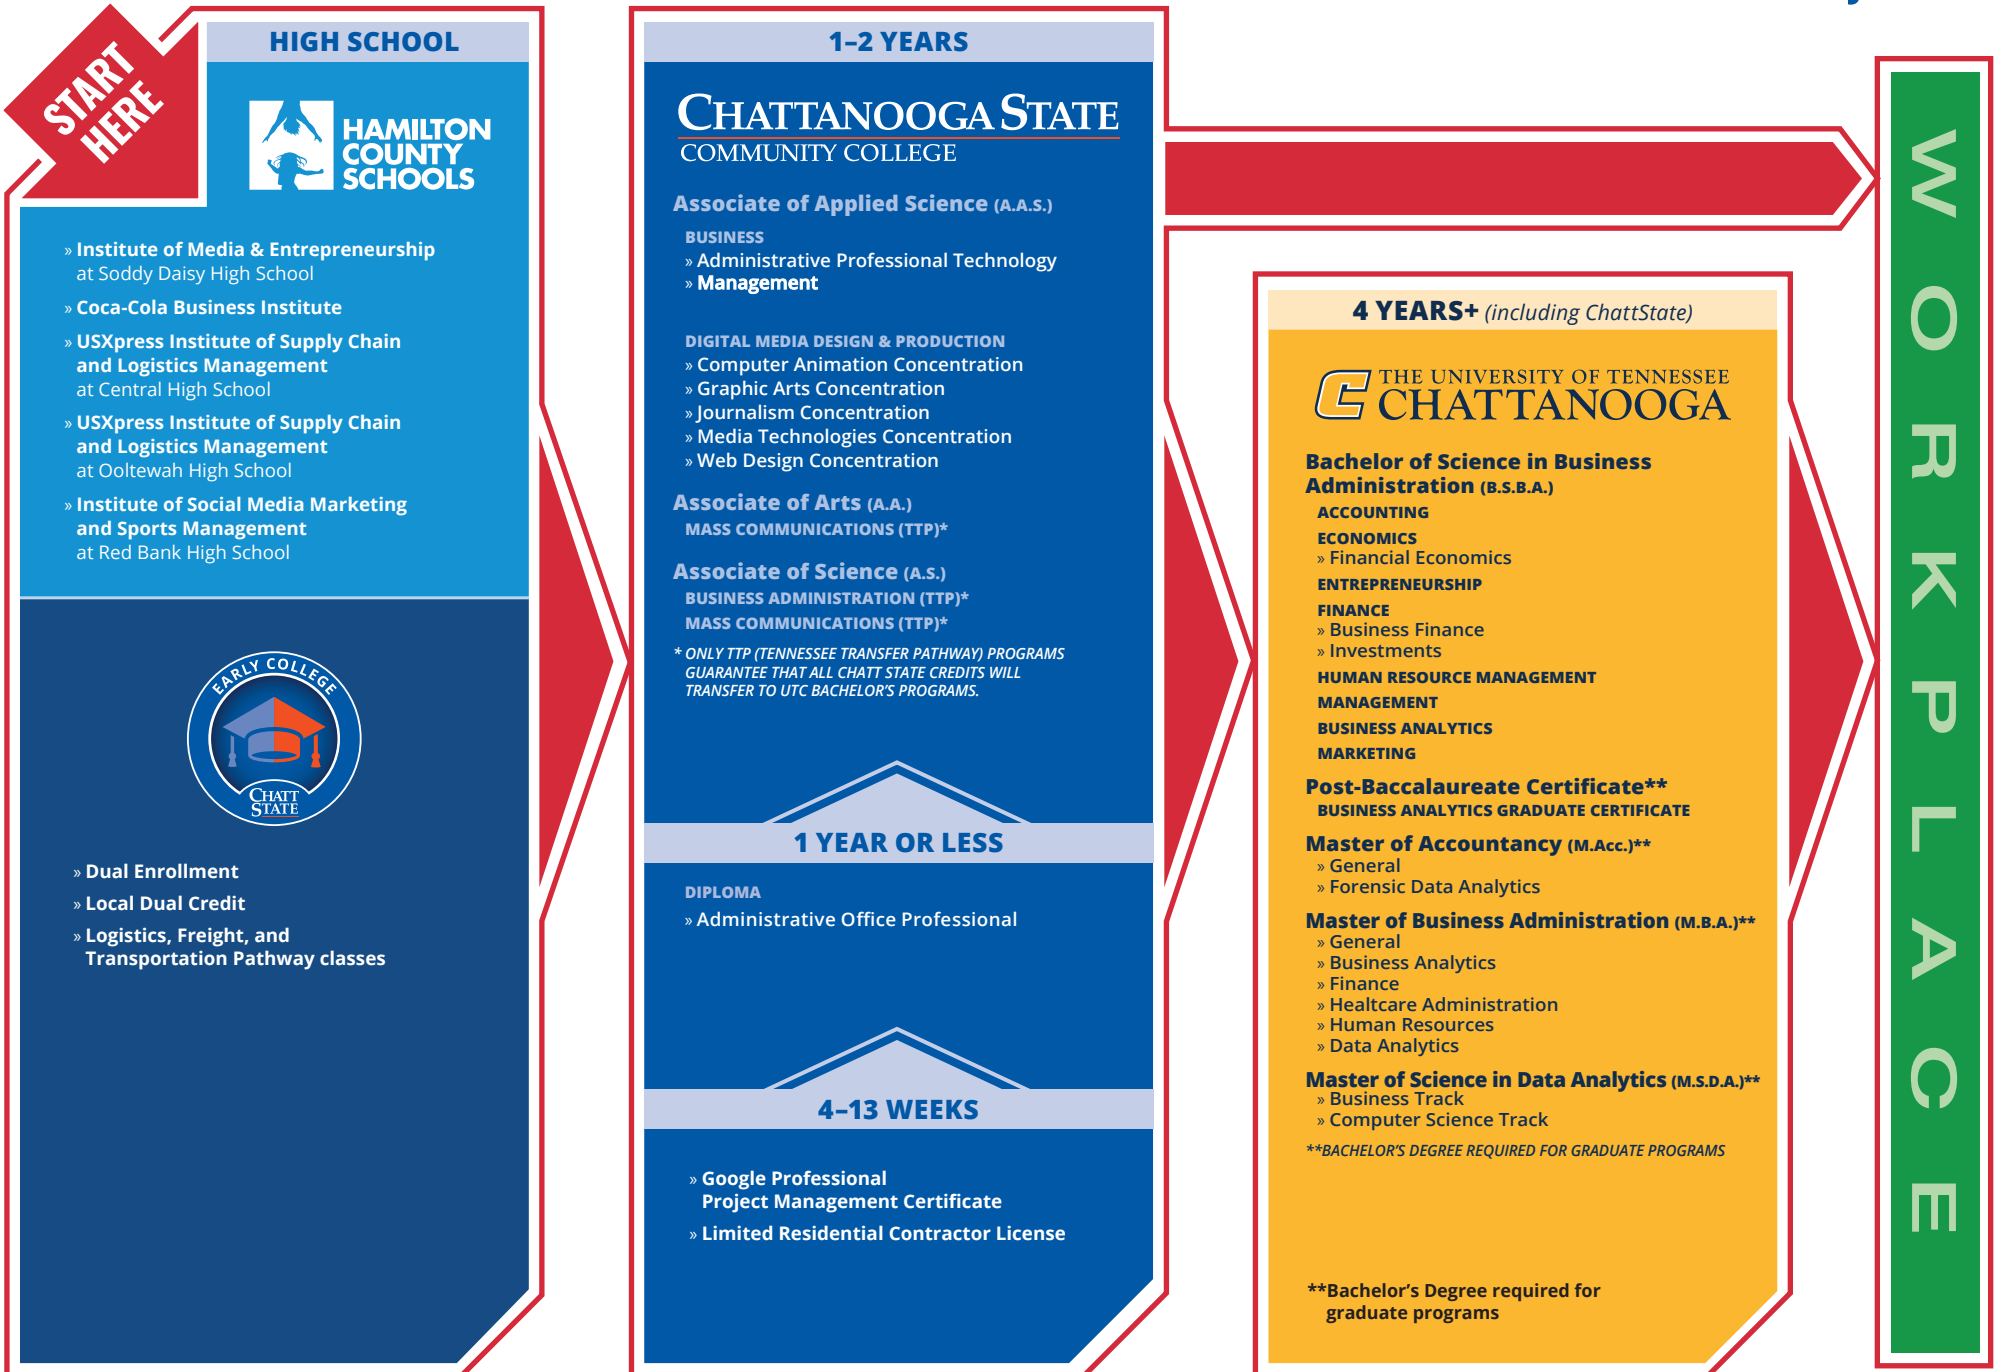 START
HERE
HIGH SCHOOL
HAMILTON
COUNTY
SCHOOLS
» Institute of Media & Entrepreneurship
at Soddy Daisy High School
» Coca-Cola Business Institute
» USXpress Institute of Supply Chain
and Logistics Management
at Central High School
» USXpress Institute of Supply Chain
and Logistics Management
at Ooltewah High School
» Institute of Social Media Marketing
and Sports Management
at Red Bank High School
EARLY COLLEGE
CHATT
STATE
» Dual Enrollment
» Local Dual Credit
» Logistics, Freight, and
Transportation Pathway classes
1–2 YEARS
CHATTANOOGA STATE
COMMUNITY COLLEGE
Associate of Applied Science (A.A.S.)
BUSINESS
» Administrative Professional Technology
» Management
DIGITAL MEDIA DESIGN & PRODUCTION
» Computer Animation Concentration
» Graphic Arts Concentration
» Journalism Concentration
» Media Technologies Concentration
» Web Design Concentration
Associate of Arts (A.A.)
MASS COMMUNICATIONS (TTP)*
Associate of Science (A.S.)
BUSINESS ADMINISTRATION (TTP)*
MASS COMMUNICATIONS (TTP)*
* ONLY TTP (TENNESSEE TRANSFER PATHWAY) PROGRAMS
GUARANTEE THAT ALL CHATT STATE CREDITS WILL
TRANSFER TO UTC BACHELOR'S PROGRAMS.
1 YEAR OR LESS
DIPLOMA
» Administrative Office Professional
4–13 WEEKS
» Google Professional
Project Management Certificate
» Limited Residential Contractor License
4 YEARS+ (including ChattState)
C THE UNIVERSITY OF TENNESSEE
CHATTANOOGA
Bachelor of Science in Business
Administration (B.S.B.A.)
ACCOUNTING
ECONOMICS
» Financial Economics
ENTREPRENEURSHIP
FINANCE
» Business Finance
» Investments
HUMAN RESOURCE MANAGEMENT
MANAGEMENT
BUSINESS ANALYTICS
MARKETING
Post-Baccalaureate Certificate**
BUSINESS ANALYTICS GRADUATE CERTIFICATE
Master of Accountancy (M.Acc.)**
» General
» Forensic Data Analytics
Master of Business Administration (M.B.A.)**
» General
» Business Analytics
» Finance
» Healtcare Administration
» Human Resources
» Data Analytics
Master of Science in Data Analytics (M.S.D.A.)**
» Business Track
» Computer Science Track
**BACHELOR'S DEGREE REQUIRED FOR GRADUATE PROGRAMS
**Bachelor's Degree required for
graduate programs
WORKPLACE